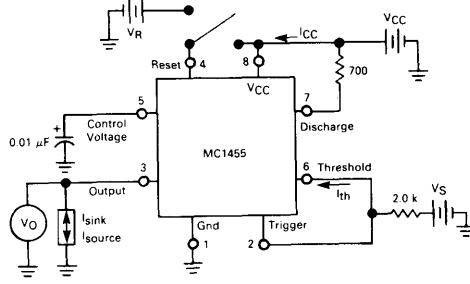 VR
ICC
VCC
Reset 4
8
VCC
700
5
Control
Voltage
7
Discharge
0.01 μF
+
MC1455
3
Output
6 Threshold
Ith
VS
2.0 k
VO
Isink
Isource
Gnd
1
Trigger
2